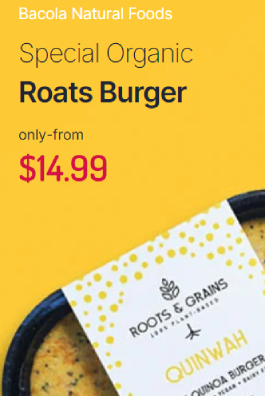 Bacola Natural Foods
Special Organic
Roats Burger
only-from
$14.99
ROOTS & GRAINS
100% PLANT-BASED
QUINWAH
QUINOA BURGER